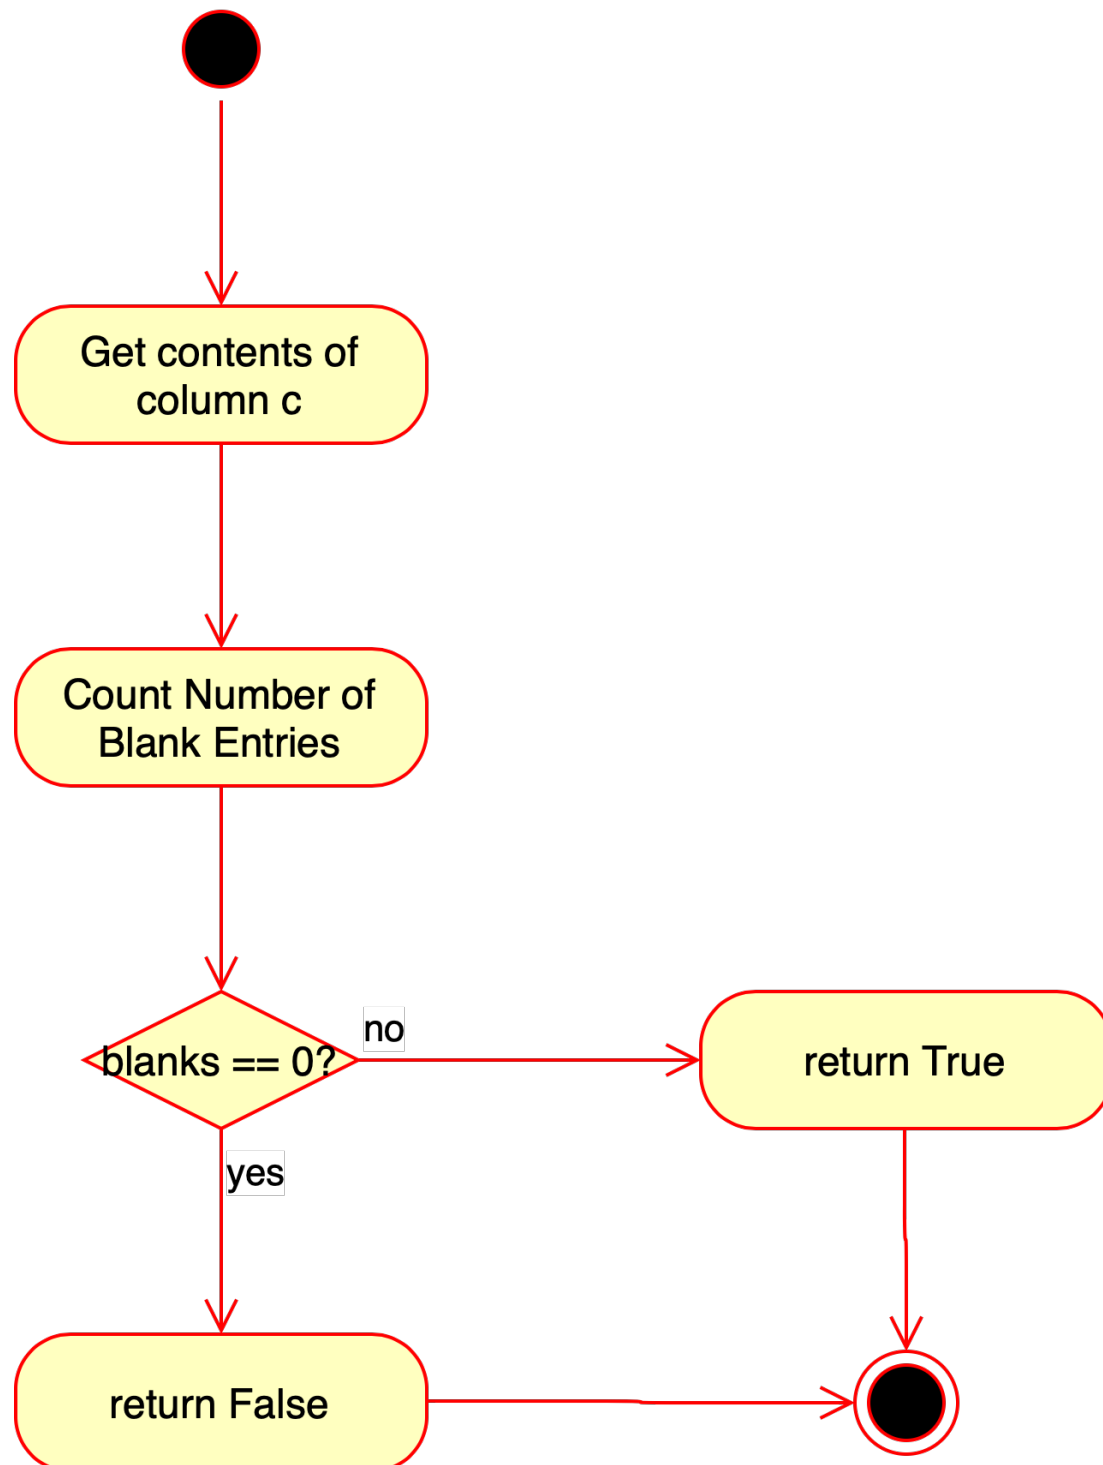 Get contents of
column c
Count Number of
Blank Entries
blanks == 0?
no
return True
yes
return False